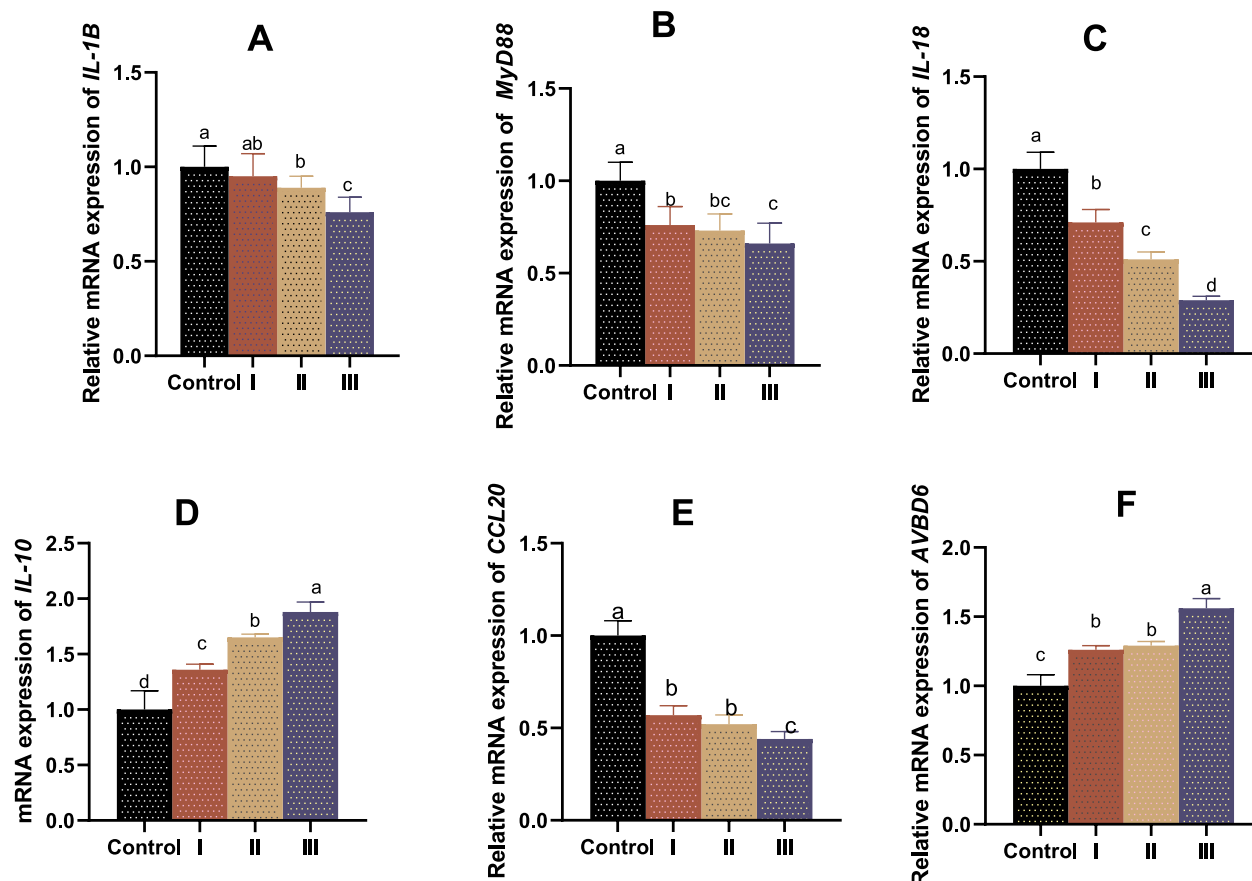 A
Relative mRNA expression of IL-1B
1.5
1.0
0.5
0.0
a
ab
b
c
Control I II III
B
Relative mRNA expression of MyD88
1.5
1.0
0.5
0.0
a
b
bc
c
Control I II III
C
Relative mRNA expression of IL-18
1.5
1.0
0.5
0.0
a
b
c
d
Control I II III
D
mRNA expression of IL-10
2.5
2.0
1.5
1.0
0.5
0.0
d
c
b
a
Control I II III
E
Relative mRNA expression of CCL20
1.5
1.0
0.5
0.0
a
b
b
c
Control I II III
F
Relative mRNA expression of AVBD6
2.0
1.5
1.0
0.5
0.0
c
b
b
a
Control I II III